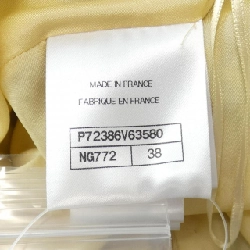 MADE IN FRANCE
FABRIQUE EN FRANCE
P72386V63580
NG772 38